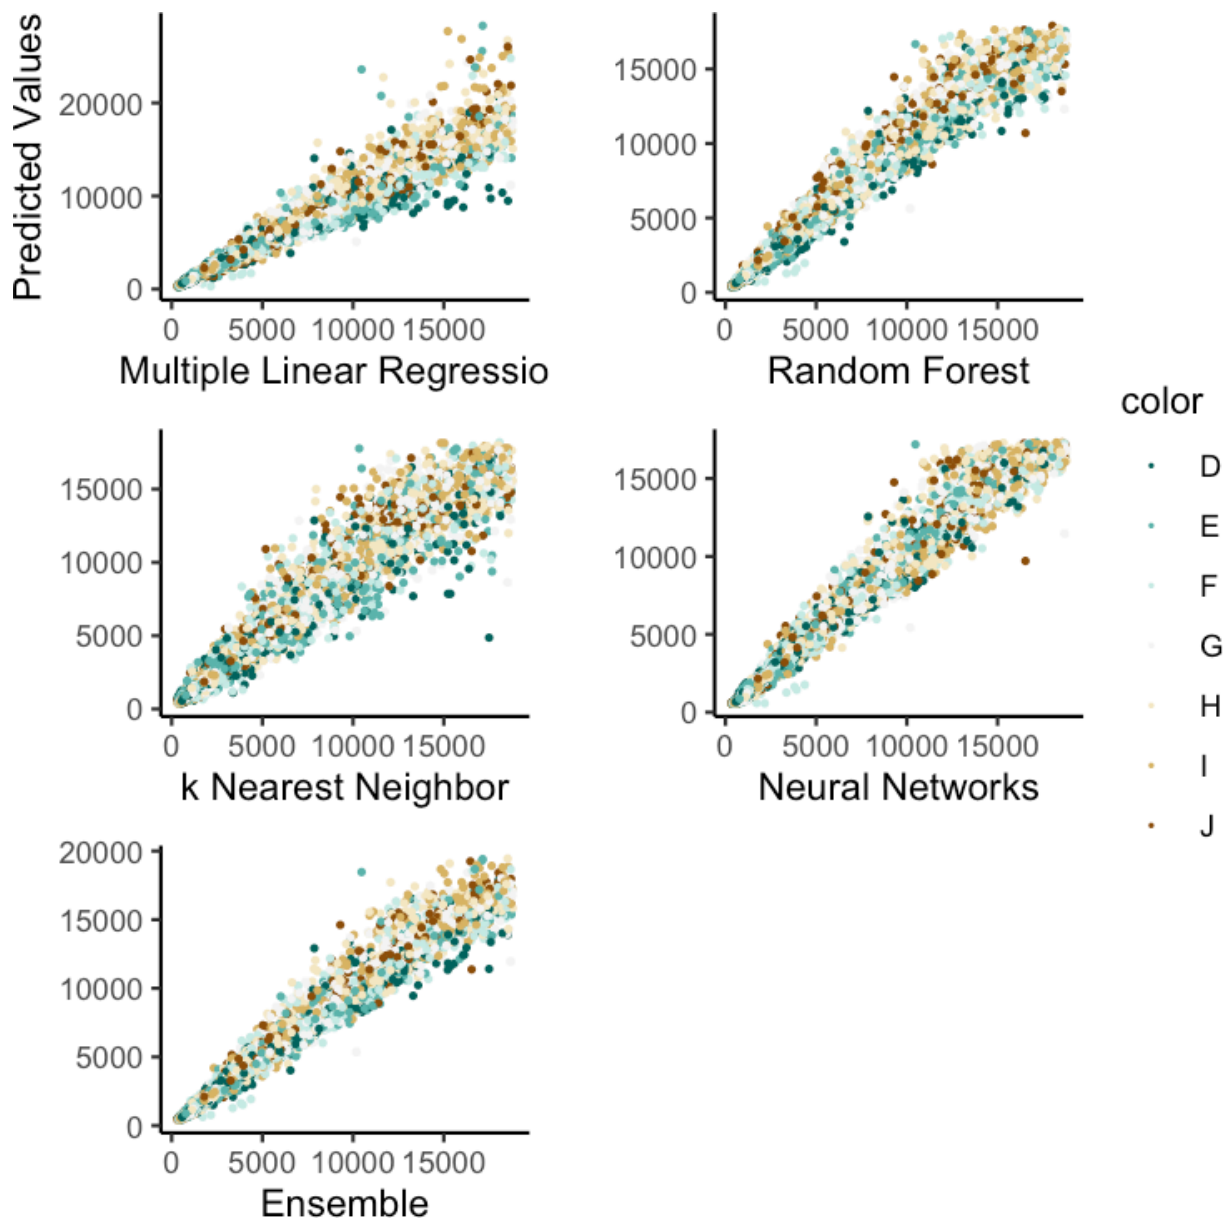 Predicted Values
20000
10000
0
0 5000 10000 15000
Multiple Linear Regressio
15000
10000
5000
0
0 5000 10000 15000
Random Forest
15000
10000
5000
0
0 5000 10000 15000
k Nearest Neighbor
15000
10000
5000
0
0 5000 10000 15000
Neural Networks
color
D
E
F
G
H
I
J
20000
15000
10000
5000
0
0 5000 10000 15000
Ensemble